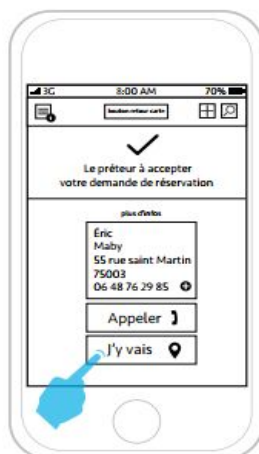 3G 8:00 AM 70%
bouton retour carte
Le prêteur à accepter
votre demande de réservation
plus d'infos
Éric
Maby
55 rue saint Martin
75003
06 48 76 29 85
Appeler
J'y vais